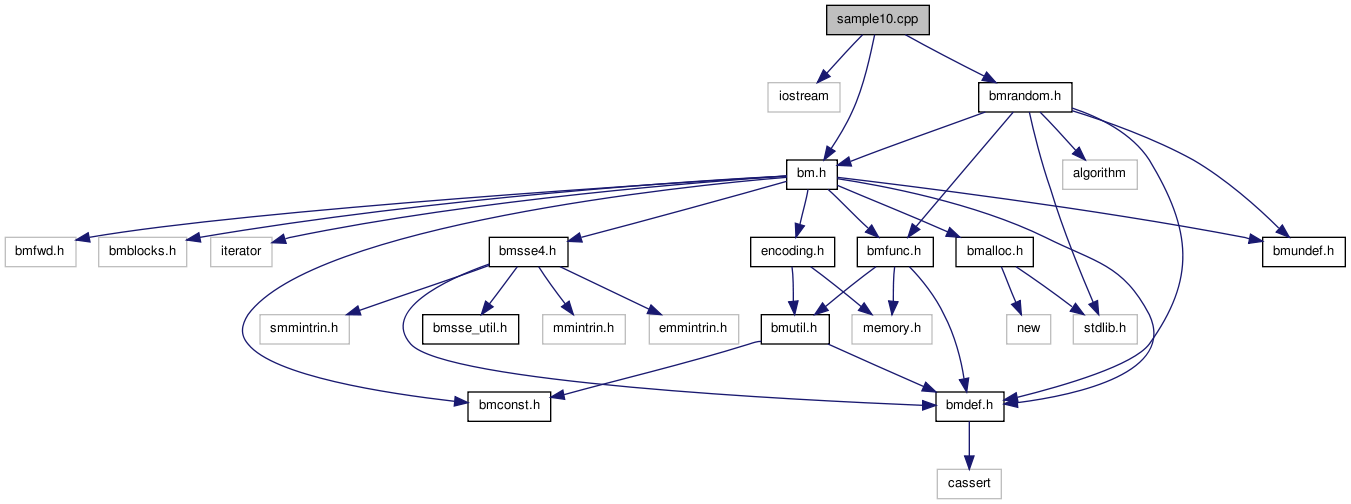 sample10.cpp
iostream
bmrandom.h
bm.h
algorithm
bmfwd.h
bmblocks.h
iterator
bmsse4.h
encoding.h
bmfunc.h
bmalloc.h
bmundef.h
smmintrin.h
bmsse_util.h
mmintrin.h
emmintrin.h
bmutil.h
memory.h
new
stdlib.h
bmconst.h
bmdef.h
cassert